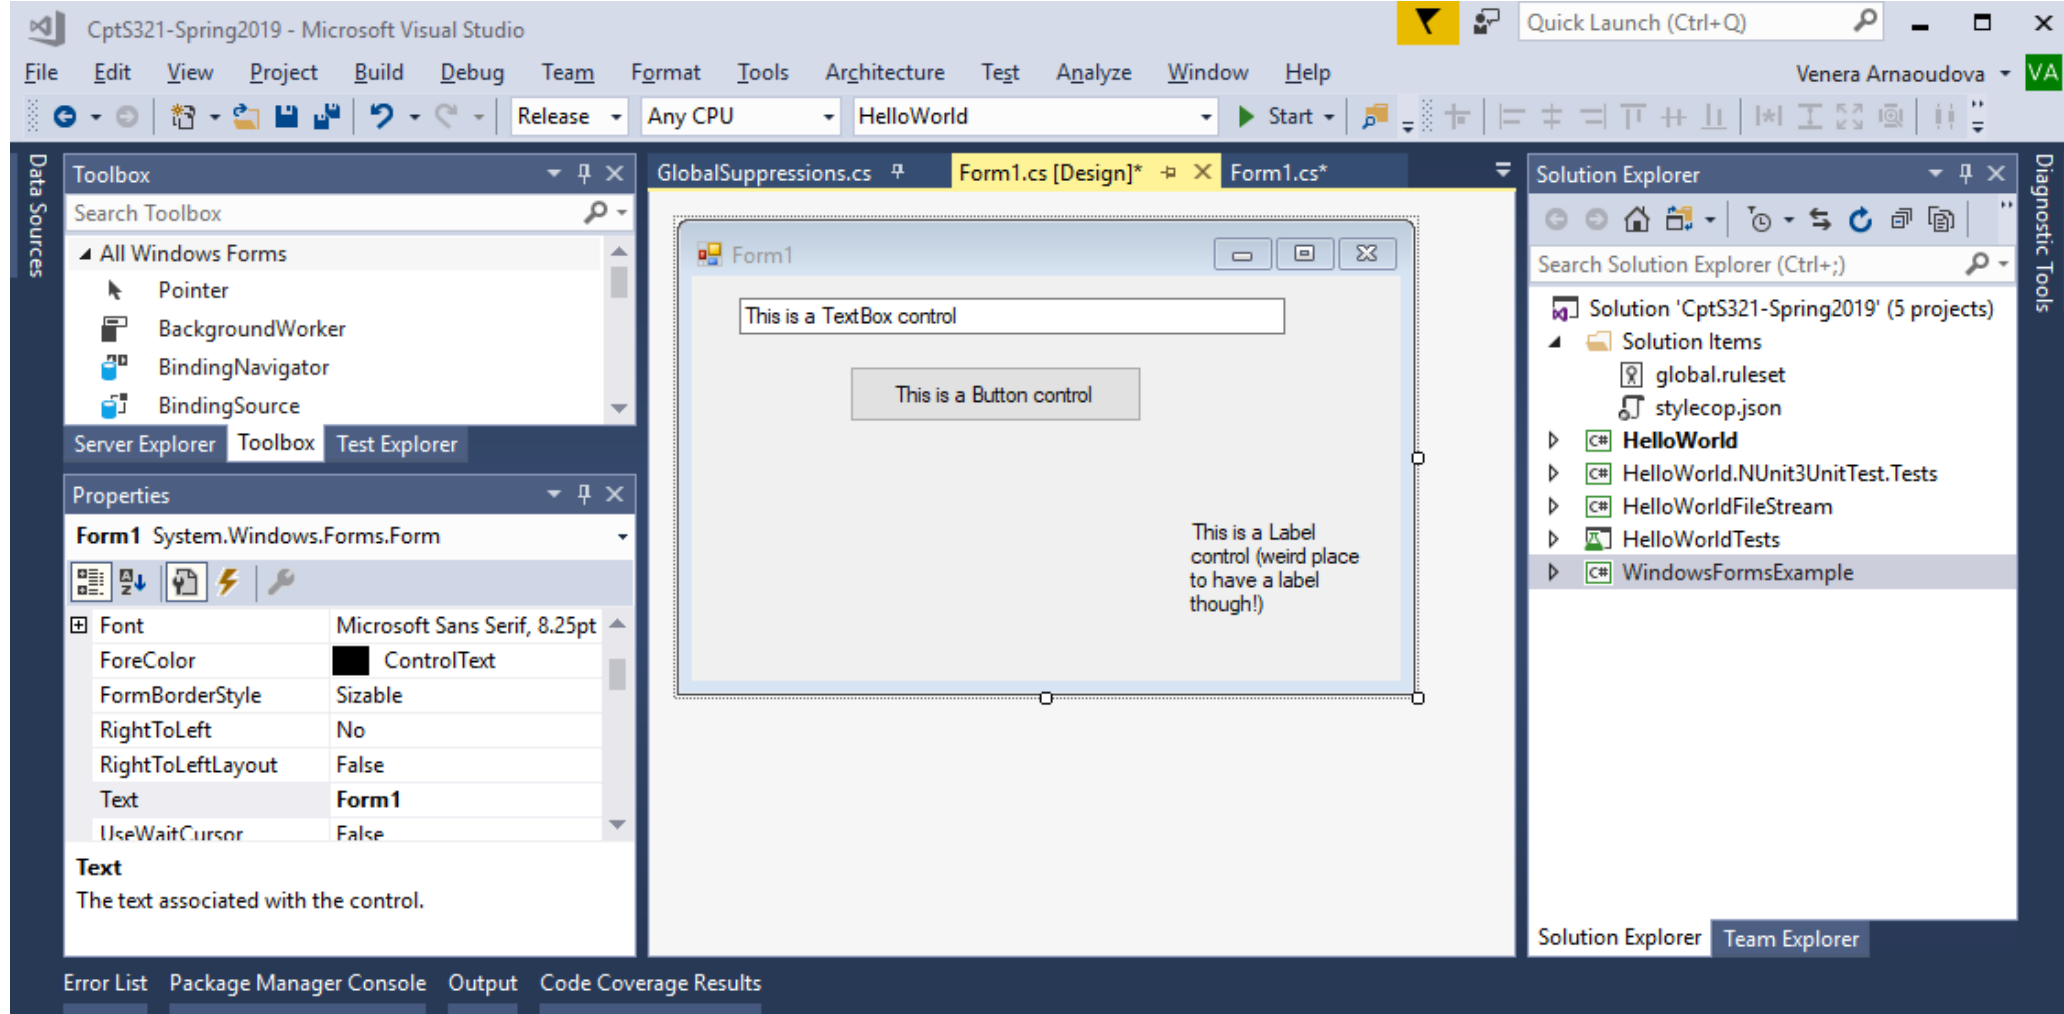 CptS321-Spring2019 - Microsoft Visual Studio
Quick Launch (Ctrl+Q)
File Edit View Project Build Debug Team Format Tools Architecture Test Analyze Window Help
Venera Arnaoudova VA
Release Any CPU HelloWorld Start
Data Sources
Toolbox
Search Toolbox
All Windows Forms
Pointer
BackgroundWorker
BindingNavigator
BindingSource
Server Explorer Toolbox Test Explorer
Properties
Form1 System.Windows.Forms.Form
Font Microsoft Sans Serif, 8.25pt
ForeColor ControlText
FormBorderStyle Sizable
RightToLeft No
RightToLeftLayout False
Text Form1
UseWaitCursor False
Text
The text associated with the control.
GlobalSuppressions.cs Form1.cs [Design]* Form1.cs*
Form1
This is a TextBox control
This is a Button control
This is a Label
control (weird place
to have a label
though!)
Solution Explorer
Search Solution Explorer (Ctrl+;)
Solution 'CptS321-Spring2019' (5 projects)
Solution Items
global.ruleset
stylecop.json
HelloWorld
HelloWorld.NUnit3UnitTest.Tests
HelloWorldFileStream
HelloWorldTests
WindowsFormsExample
Solution Explorer Team Explorer
Diagnostic Tools
Error List Package Manager Console Output Code Coverage Results